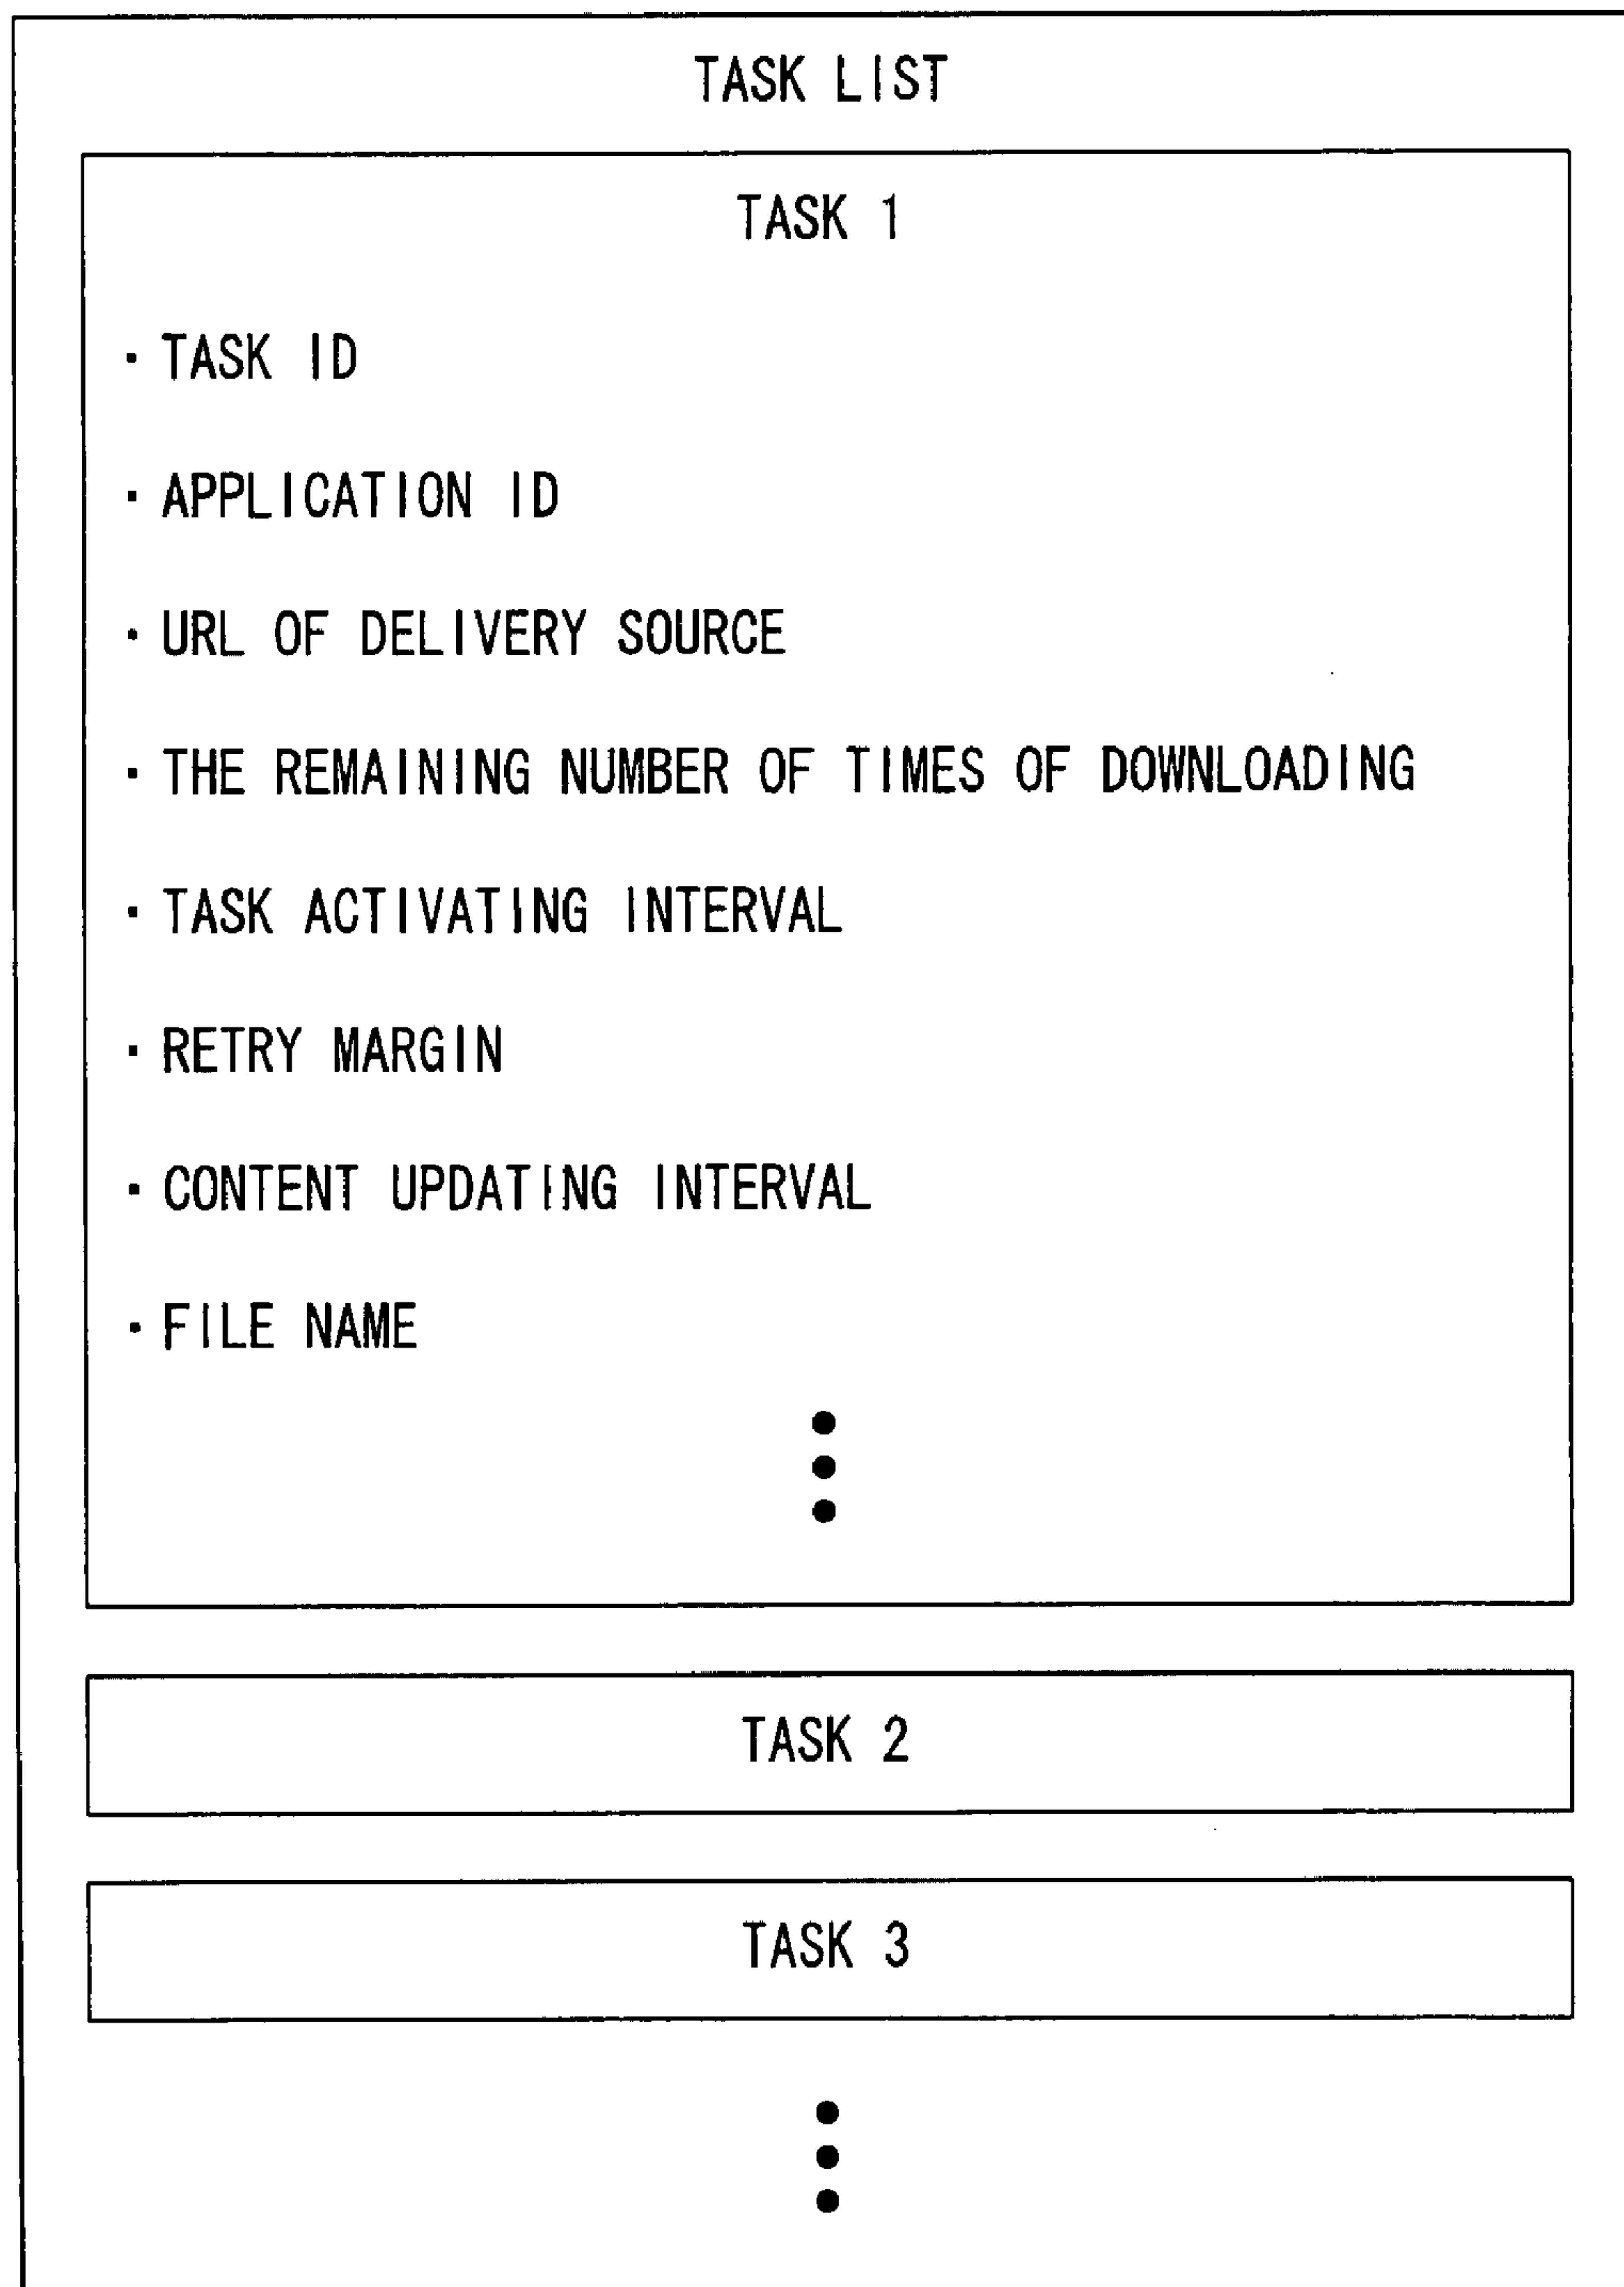 TASK LIST
TASK 1
· TASK ID
· APPLICATION ID
· URL OF DELIVERY SOURCE
· THE REMAINING NUMBER OF TIMES OF DOWNLOADING
· TASK ACTIVATING INTERVAL
· RETRY MARGIN
· CONTENT UPDATING INTERVAL
· FILE NAME
TASK 2
TASK 3